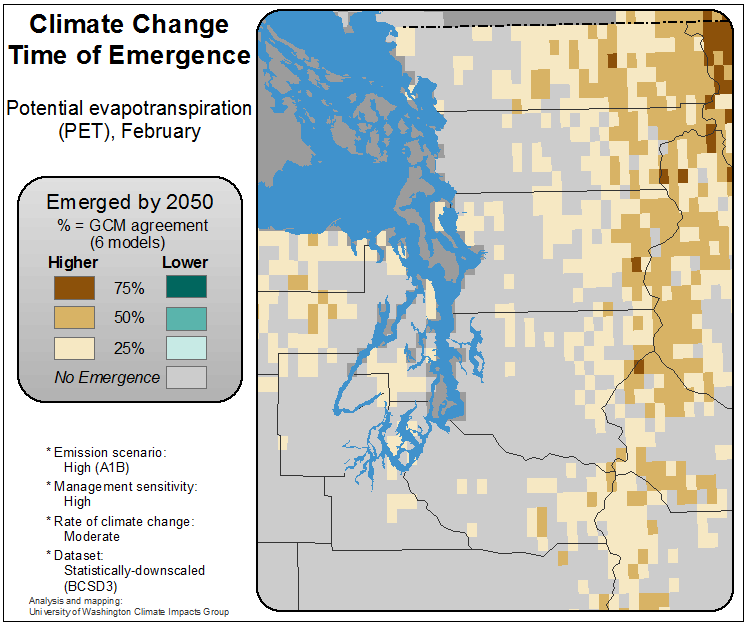 Climate Change
Time of Emergence
Potential evapotranspiration
(PET), February
Emerged by 2050
% = GCM agreement
(6 models)
Higher Lower
75%
50%
25%
No Emergence
* Emission scenario:
High (A1B)
* Management sensitivity:
High
* Rate of climate change:
Moderate
* Dataset:
Statistically-downscaled
(BCSD3)
Analysis and mapping:
University of Washington Climate Impacts Group